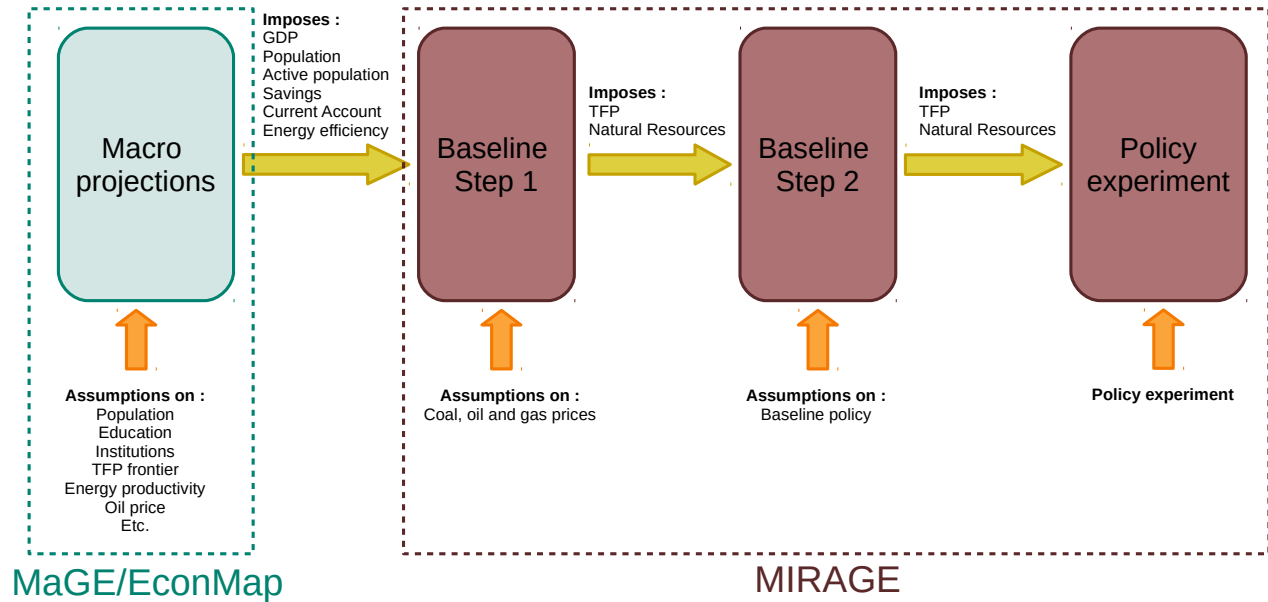 Imposes :
GDP
Population
Active population
Savings
Current Account
Energy efficiency
Macro
projections
Baseline
Step 1
Imposes :
TFP
Natural Resources
Baseline
Step 2
Imposes :
TFP
Natural Resources
Policy
experiment
Assumptions on :
Population
Education
Institutions
TFP frontier
Energy productivity
Oil price
Etc.
Assumptions on :
Coal, oil and gas prices
Assumptions on :
Baseline policy
Policy experiment
MaGE/EconMap
MIRAGE